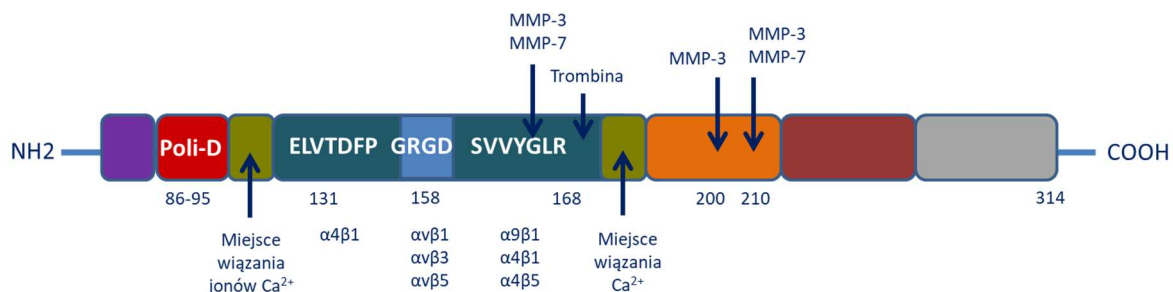 MMP-3
MMP-7
Trombina
MMP-3
MMP-3
MMP-7
NH2
Poli-D
ELVTDFP
GRGD
SVVYGLR
COOH
86-95
131
158
168
200
210
314
Miejsce
wiązania
jonów Ca²⁺
α4β1
αvβ1
αvβ3
αvβ5
α9β1
α4β1
α4β5
Miejsce
wiązania
Ca²⁺